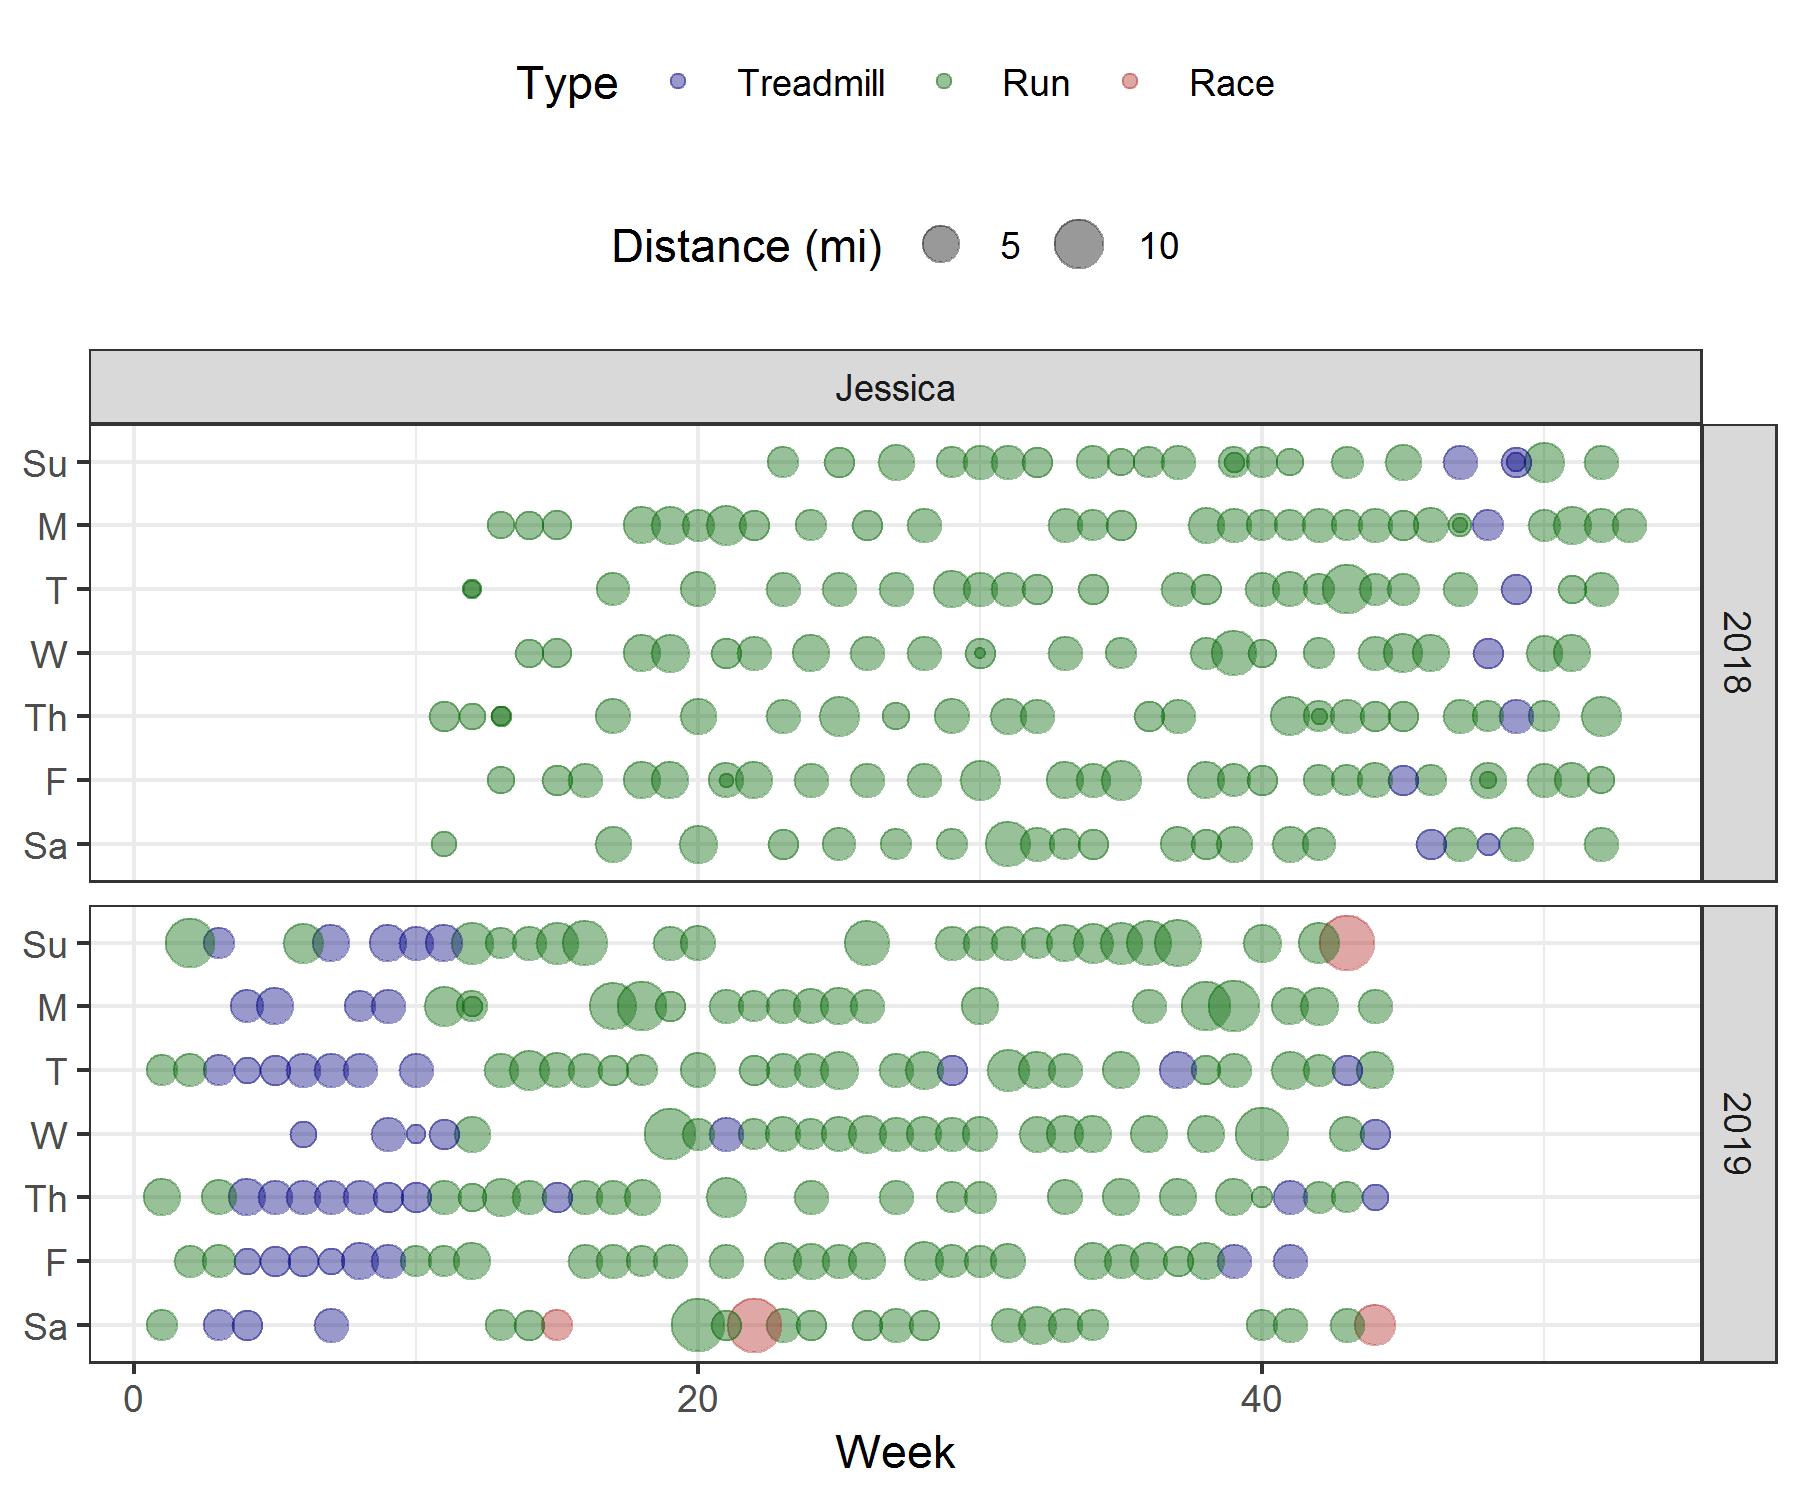 Type Treadmill Run Race
Distance (mi) 5 10
Jessica
Su
M
T
W
Th
F
Sa
2018
Su
M
T
W
Th
F
Sa
2019
0 20 40
Week